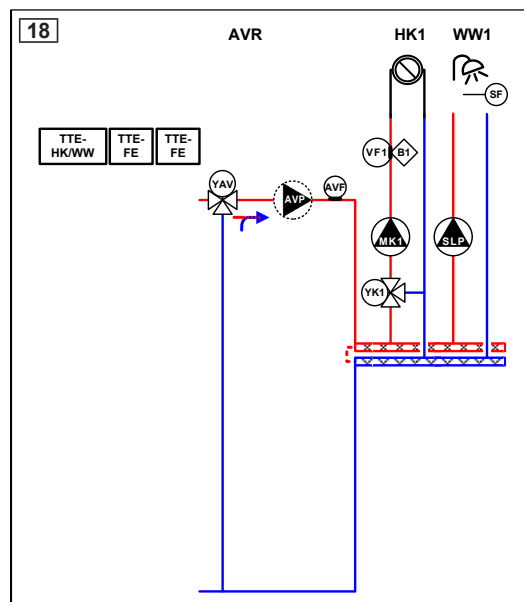 18
AVR
HK1
WW1
SF
TTE-
HK/WW
TTE-
FE
TTE-
FE
VF1
B1
YAV
AVP
AVF
MK1
SLP
YK1